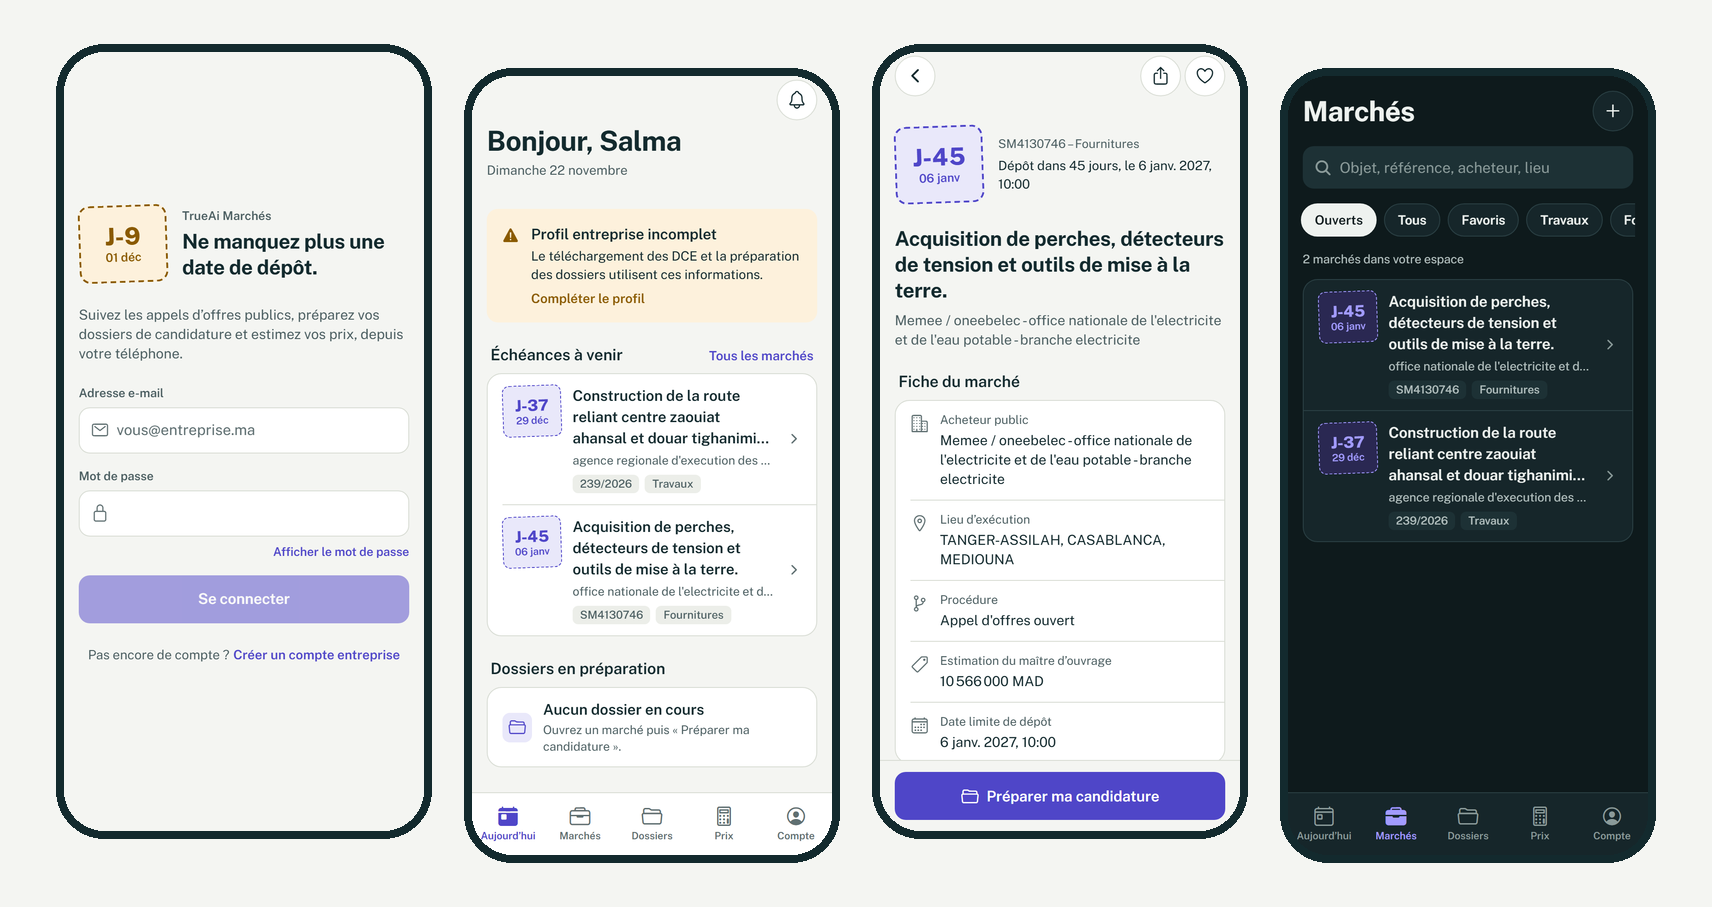 J-9
01 déc
TrueAi Marchés
Ne manquez plus une
date de dépôt.
Suivez les appels d'offres publics, préparez vos
dossiers de candidature et estimez vos prix, depuis
votre téléphone.
Adresse e-mail
vous@entreprise.ma
Mot de passe
Afficher le mot de passe
Se connecter
Pas encore de compte ? Créer un compte entreprise
Bonjour, Salma
Dimanche 22 novembre
Profil entreprise incomplet
Le téléchargement des DCE et la préparation
des dossiers utilisent ces informations.
Compléter le profil
Échéances à venir
Tous les marchés
J-37
29 déc
Construction de la route
reliant centre zaouiat
ahansal et douar tighanimi...
agence regionale d'execution des ...
239/2026
Travaux
J-45
06 janv
Acquisition de perches,
détecteurs de tension et
outils de mise à la terre.
office nationale de l'electricite et d...
SM4130746
Fournitures
Dossiers en préparation
Aucun dossier en cours
Ouvrez un marché puis « Préparer ma
candidature ».
Aujourd'hui
Marchés
Dossiers
Prix
Compte
J-45
06 janv
SM4130746 – Fournitures
Dépôt dans 45 jours, le 6 janv. 2027,
10:00
Acquisition de perches, détecteurs
de tension et outils de mise à la
terre.
Memee / oneebelec - office nationale de l'electricite
et de l'eau potable - branche electricite
Fiche du marché
Acheteur public
Memee / oneebelec - office nationale de
l'electricite et de l'eau potable - branche
electricite
Lieu d'exécution
TANGER-ASSILAH, CASABLANCA,
MEDIOUNA
Procédure
Appel d'offres ouvert
Estimation du maître d'ouvrage
10 566 000 MAD
Date limite de dépôt
6 janv. 2027, 10:00
Préparer ma candidature
Marchés
Objet, référence, acheteur, lieu
Ouverts
Tous
Favoris
Travaux
Fo
2 marchés dans votre espace
J-45
06 janv
Acquisition de perches,
détecteurs de tension et
outils de mise à la terre.
office nationale de l'electricite et d...
SM4130746
Fournitures
J-37
29 déc
Construction de la route
reliant centre zaouiat
ahansal et douar tighanimi...
agence regionale d'execution des ...
239/2026
Travaux
Aujourd'hui
Marchés
Dossiers
Prix
Compte